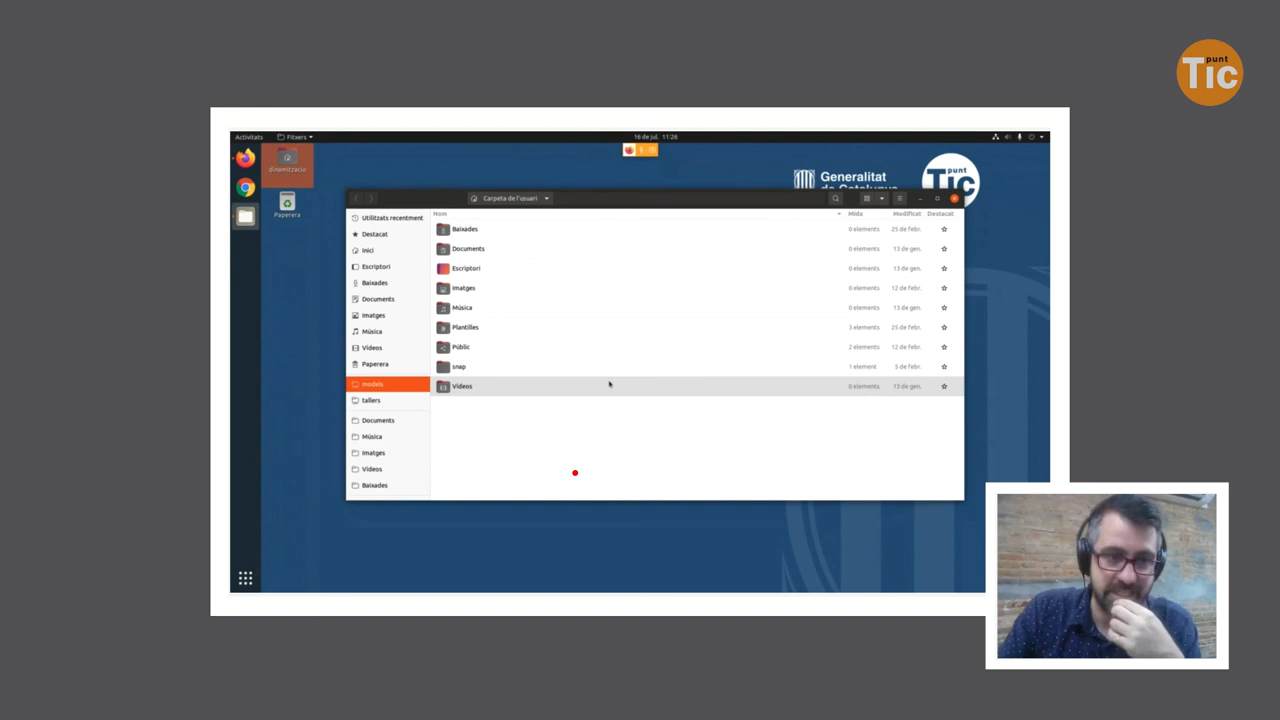 punt
Tic
Activitats
Fitxers
16 de jul. 11:26
dinamitzacio
Paperera
Generalitat
de Catalunya
punt
Tic
Carpeta de l'usuari
Nom
Mida
Modificat
Destacat
Utilitzats recentment
Destacat
Inici
Escriptori
Baixades
Documents
Imatges
Música
Vídeos
Paperera
models
tallers
Documents
Música
Imatges
Vídeos
Baixades
Baixades 0 elements 25 de febr.
Documents 0 elements 13 de gen.
Escriptori 0 elements 13 de gen.
Imatges 0 elements 12 de febr.
Música 0 elements 13 de gen.
Plantilles 3 elements 25 de febr.
Públic 2 elements 12 de febr.
snap 1 element 5 de febr.
Vídeos 0 elements 13 de gen.